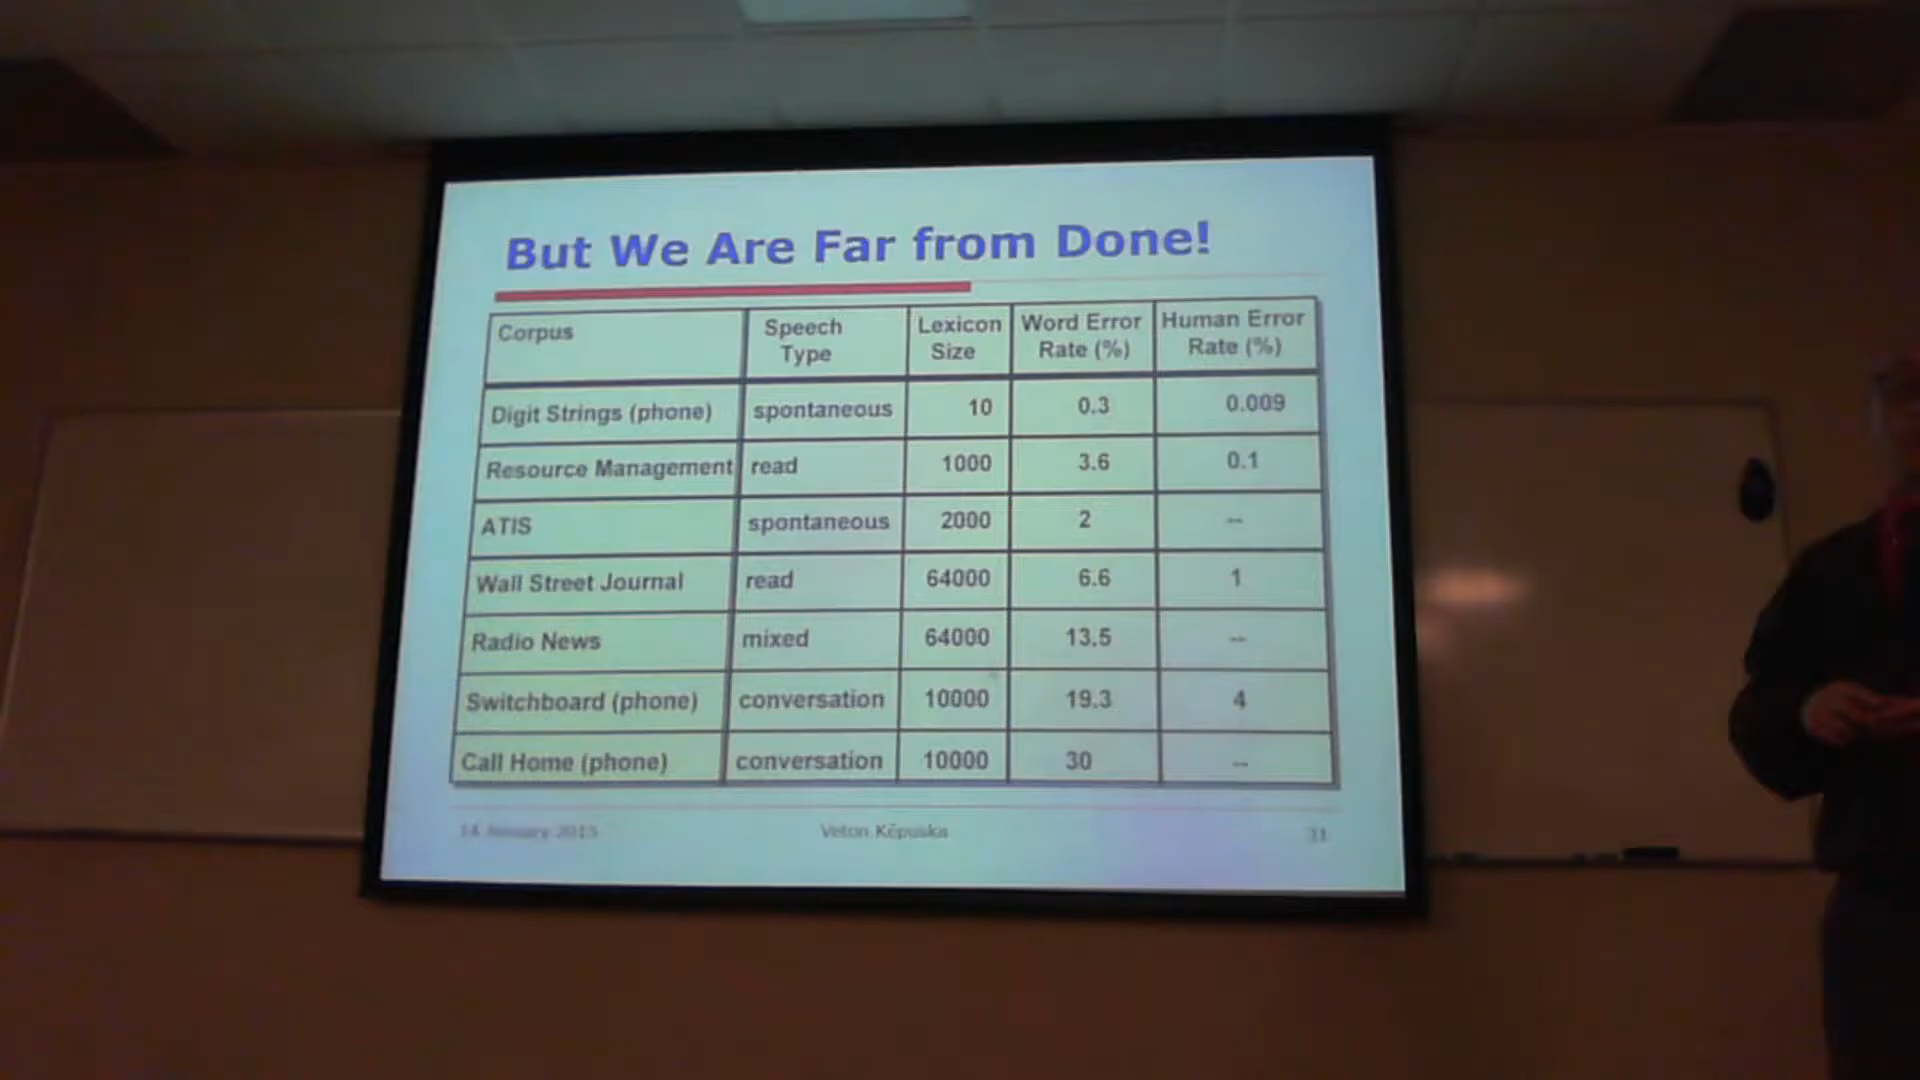 But We Are Far from Done!
Corpus Speech Type Lexicon Size Word Error Rate (%) Human Error Rate (%)
Digit Strings (phone) spontaneous 10 0.3 0.009
Resource Management read 1000 3.6 0.1
ATIS spontaneous 2000 2 --
Wall Street Journal read 64000 6.6 1
Radio News mixed 64000 13.5 --
Switchboard (phone) conversation 10000 19.3 4
Call Home (phone) conversation 10000 30 --
14 January 2015 Veton Këpuska